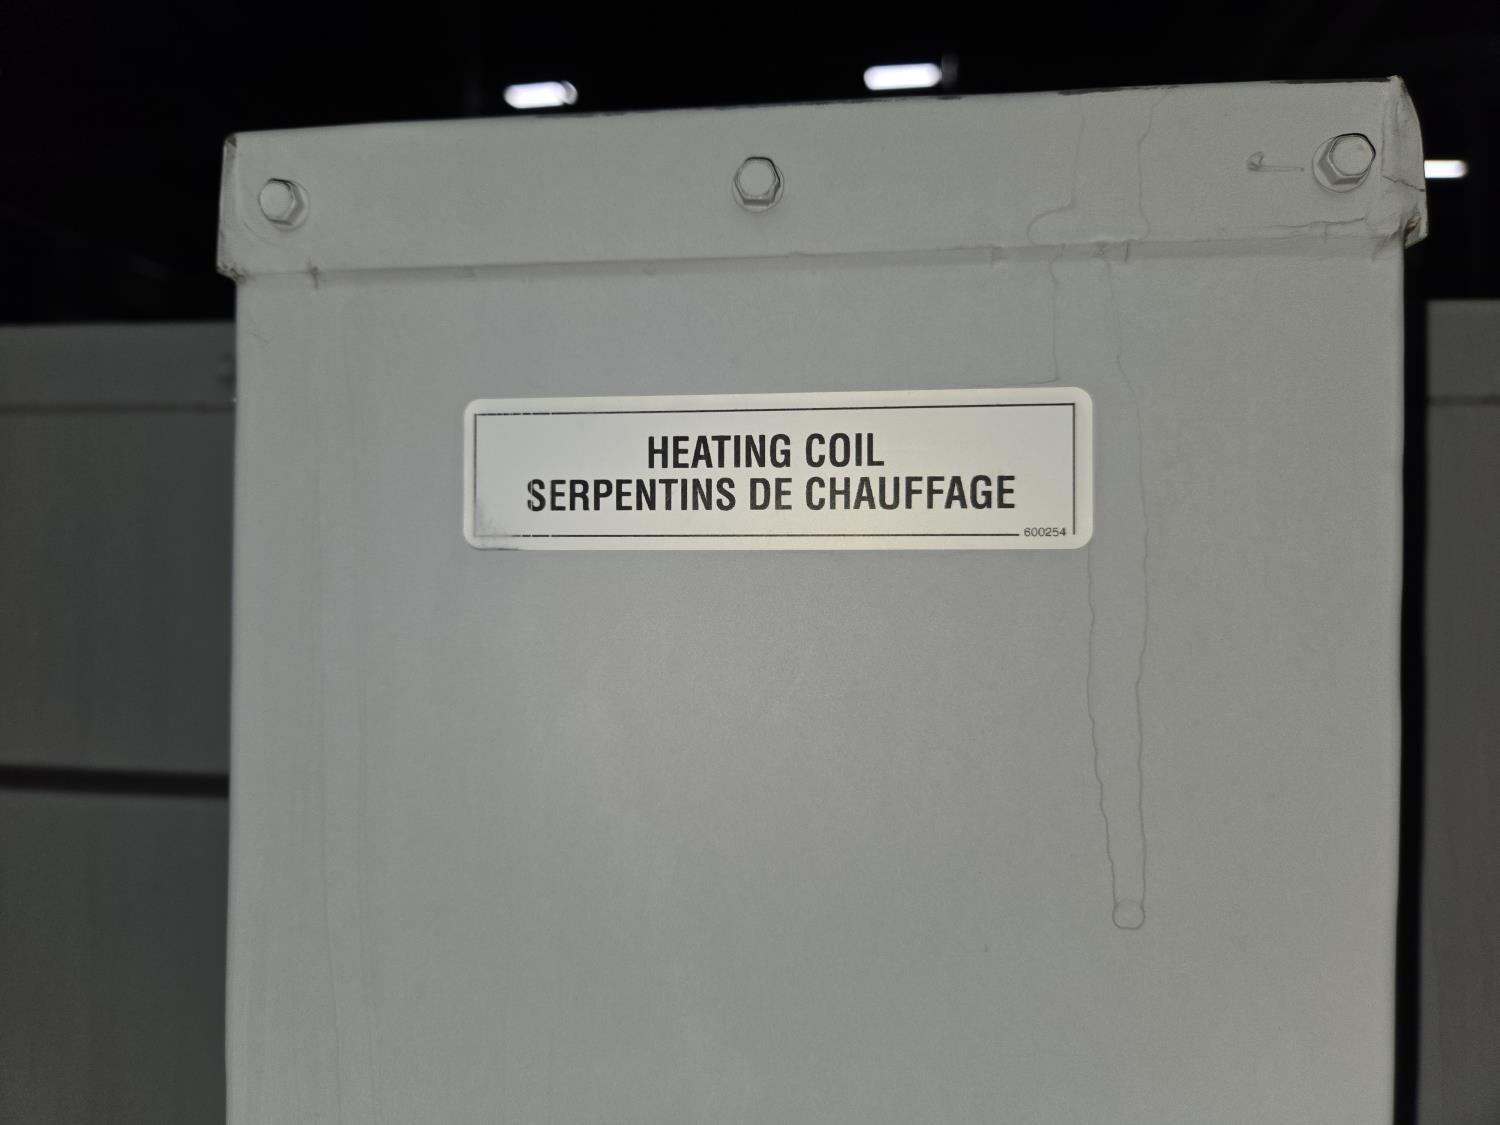 HEATING COIL
SERPENTINS DE CHAUFFAGE
600254